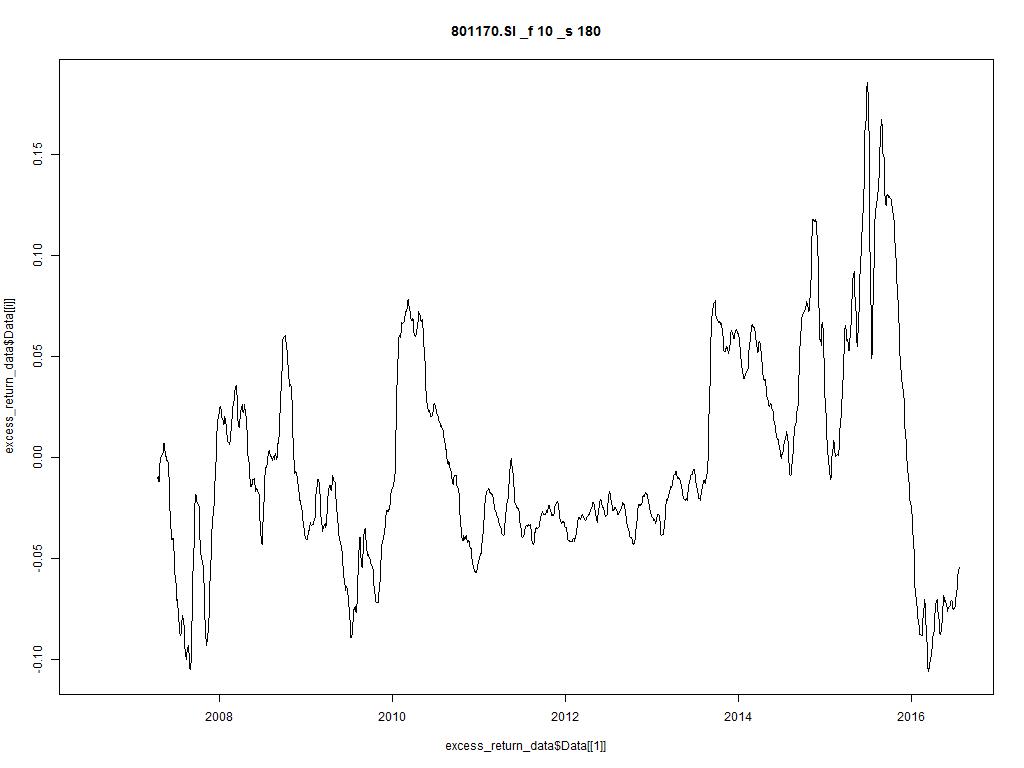 801170.SI _f 10 _s 180
excess_return_data$Data[[i]]
0.15
0.10
0.05
0.00
-0.05
-0.10
2008 2010 2012 2014 2016
excess_return_data$Data[[1]]